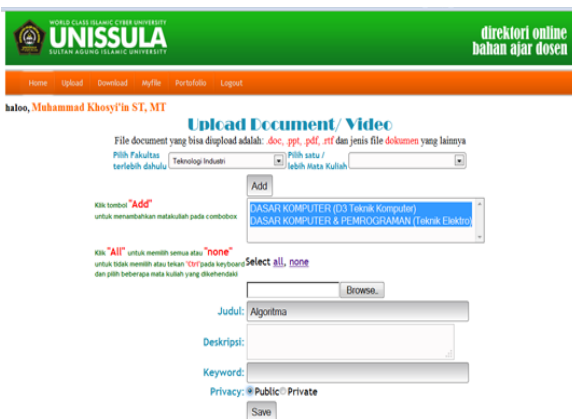 WORLD CLASS ISLAMIC CYBER UNIVERSITY
UNISSULA
SULTAN AGUNG ISLAMIC UNIVERSITY
direktori online
bahan ajar dosen
Home Upload Download Myfile Portofolio Logout
haloo, Muhammad Khosyi'in ST, MT
Upload Document/ Video
File document yang bisa diupload adalah: .doc, .ppt, .pdf, .rtf dan jenis file dokumen yang lainnya
Pilih Fakultas
terlebih dahulu
Teknologi Industri
Pilih satu /
lebih Mata Kuliah
Add
Klik tombol "Add"
untuk menambahkan matakuliah pada combobox
DASAR KOMPUTER (D3 Teknik Komputer)
DASAR KOMPUTER & PEMROGRAMAN (Teknik Elektro)
Klik "All" untuk memilih semua atau "none"
untuk tidak memilih atau tekan "Ctrl" pada keyboard
dan pilih beberapa mata kuliah yang dikehendaki
Select all, none
Browse..
Judul: Algoritma
Deskripsi:
Keyword:
Privacy: Public Private
Save